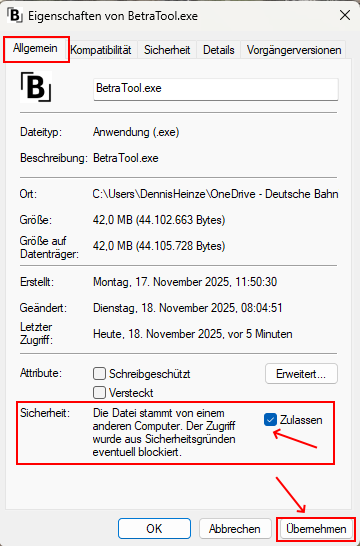 B Eigenschaften von BetraTool.exe
Allgemein Kompatibilität Sicherheit Details Vorgängerversionen
B BetraTool.exe
Dateityp: Anwendung (.exe)
Beschreibung: BetraTool.exe
Ort: C:\Users\DennisHeinze\OneDrive - Deutsche Bahn
Größe: 42,0 MB (44.102.663 Bytes)
Größe auf
Datenträger: 42,0 MB (44.105.728 Bytes)
Erstellt: Montag, 17. November 2025, 11:50:30
Geändert: Dienstag, 18. November 2025, 08:04:51
Letzter
Zugriff: Heute, 18. November 2025, vor 5 Minuten
Attribute: Schreibgeschützt Erweitert...
Versteckt
Sicherheit: Die Datei stammt von einem
anderen Computer. Der Zugriff
wurde aus Sicherheitsgründen
eventuell blockiert.
Zulassen
OK Abbrechen Übernehmen